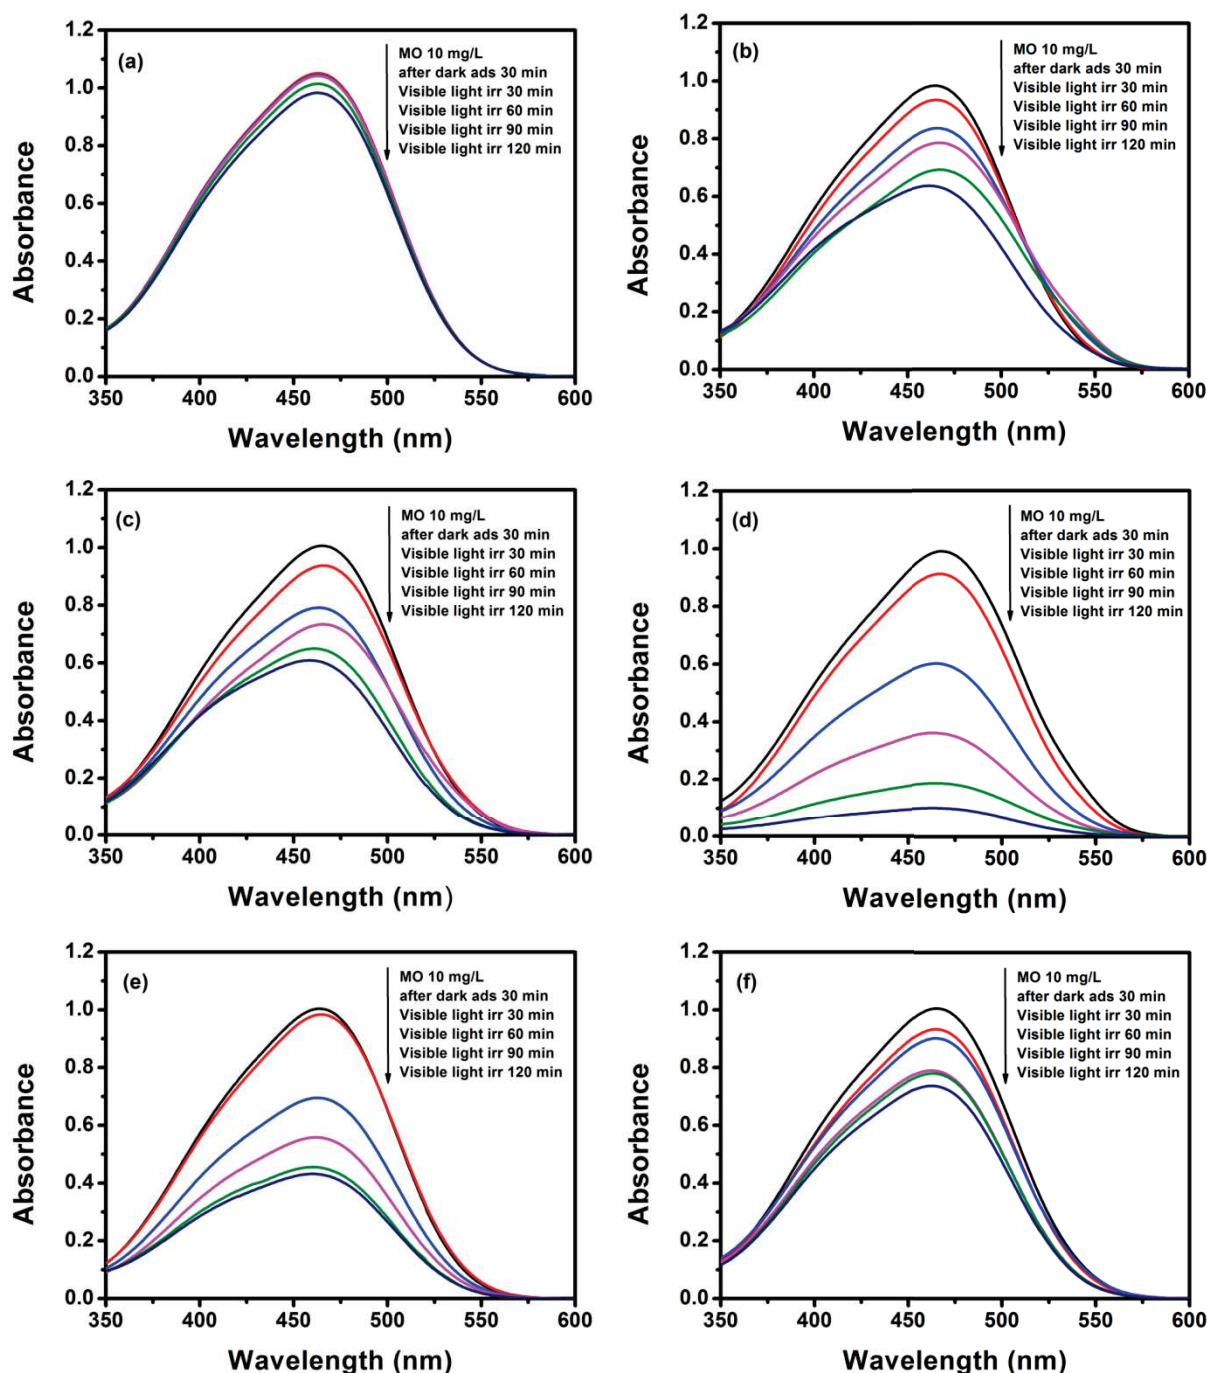 (a)
MO 10 mg/L
after dark ads 30 min
Visible light irr 30 min
Visible light irr 60 min
Visible light irr 90 min
Visible light irr 120 min
1.2
1.0
0.8
0.6
0.4
0.2
0.0
Absorbance
350 400 450 500 550 600
Wavelength (nm)
(b)
MO 10 mg/L
after dark ads 30 min
Visible light irr 30 min
Visible light irr 60 min
Visible light irr 90 min
Visible light irr 120 min
1.2
1.0
0.8
0.6
0.4
0.2
0.0
Absorbance
350 400 450 500 550 600
Wavelength (nm)
(c)
MO 10 mg/L
after dark ads 30 min
Visible light irr 30 min
Visible light irr 60 min
Visible light irr 90 min
Visible light irr 120 min
1.2
1.0
0.8
0.6
0.4
0.2
0.0
Absorbance
350 400 450 500 550 600
Wavelength (nm)
(d)
MO 10 mg/L
after dark ads 30 min
Visible light irr 30 min
Visible light irr 60 min
Visible light irr 90 min
Visible light irr 120 min
1.2
1.0
0.8
0.6
0.4
0.2
0.0
Absorbance
350 400 450 500 550 600
Wavelength (nm)
(e)
MO 10 mg/L
after dark ads 30 min
Visible light irr 30 min
Visible light irr 60 min
Visible light irr 90 min
Visible light irr 120 min
1.2
1.0
0.8
0.6
0.4
0.2
0.0
Absorbance
350 400 450 500 550 600
Wavelength (nm)
(f)
MO 10 mg/L
after dark ads 30 min
Visible light irr 30 min
Visible light irr 60 min
Visible light irr 90 min
Visible light irr 120 min
1.2
1.0
0.8
0.6
0.4
0.2
0.0
Absorbance
350 400 450 500 550 600
Wavelength (nm)